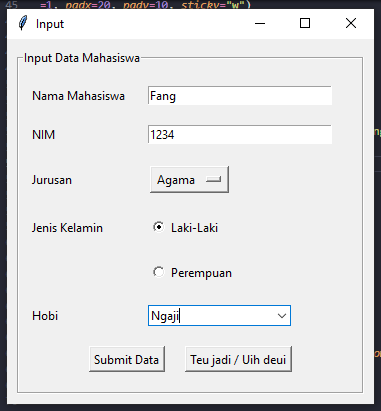 45 =1, padx=20, pady=10, sticky="w")
Input
Input Data Mahasiswa
Nama Mahasiswa Fang
NIM 1234
Jurusan Agama
Jenis Kelamin Laki-Laki
Perempuan
Hobi Ngaji
Submit Data Teu jadi / Uih deui